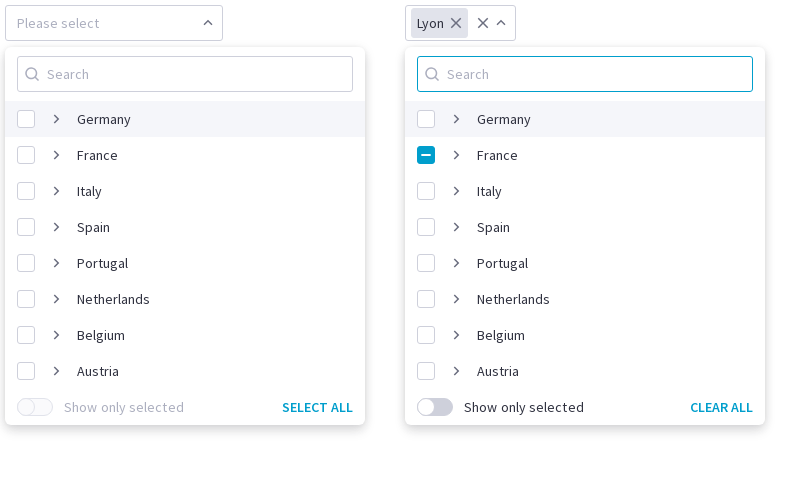 Please select
Search
Germany
France
Italy
Spain
Portugal
Netherlands
Belgium
Austria
Show only selected
SELECT ALL
Lyon
Search
Germany
France
Italy
Spain
Portugal
Netherlands
Belgium
Austria
Show only selected
CLEAR ALL